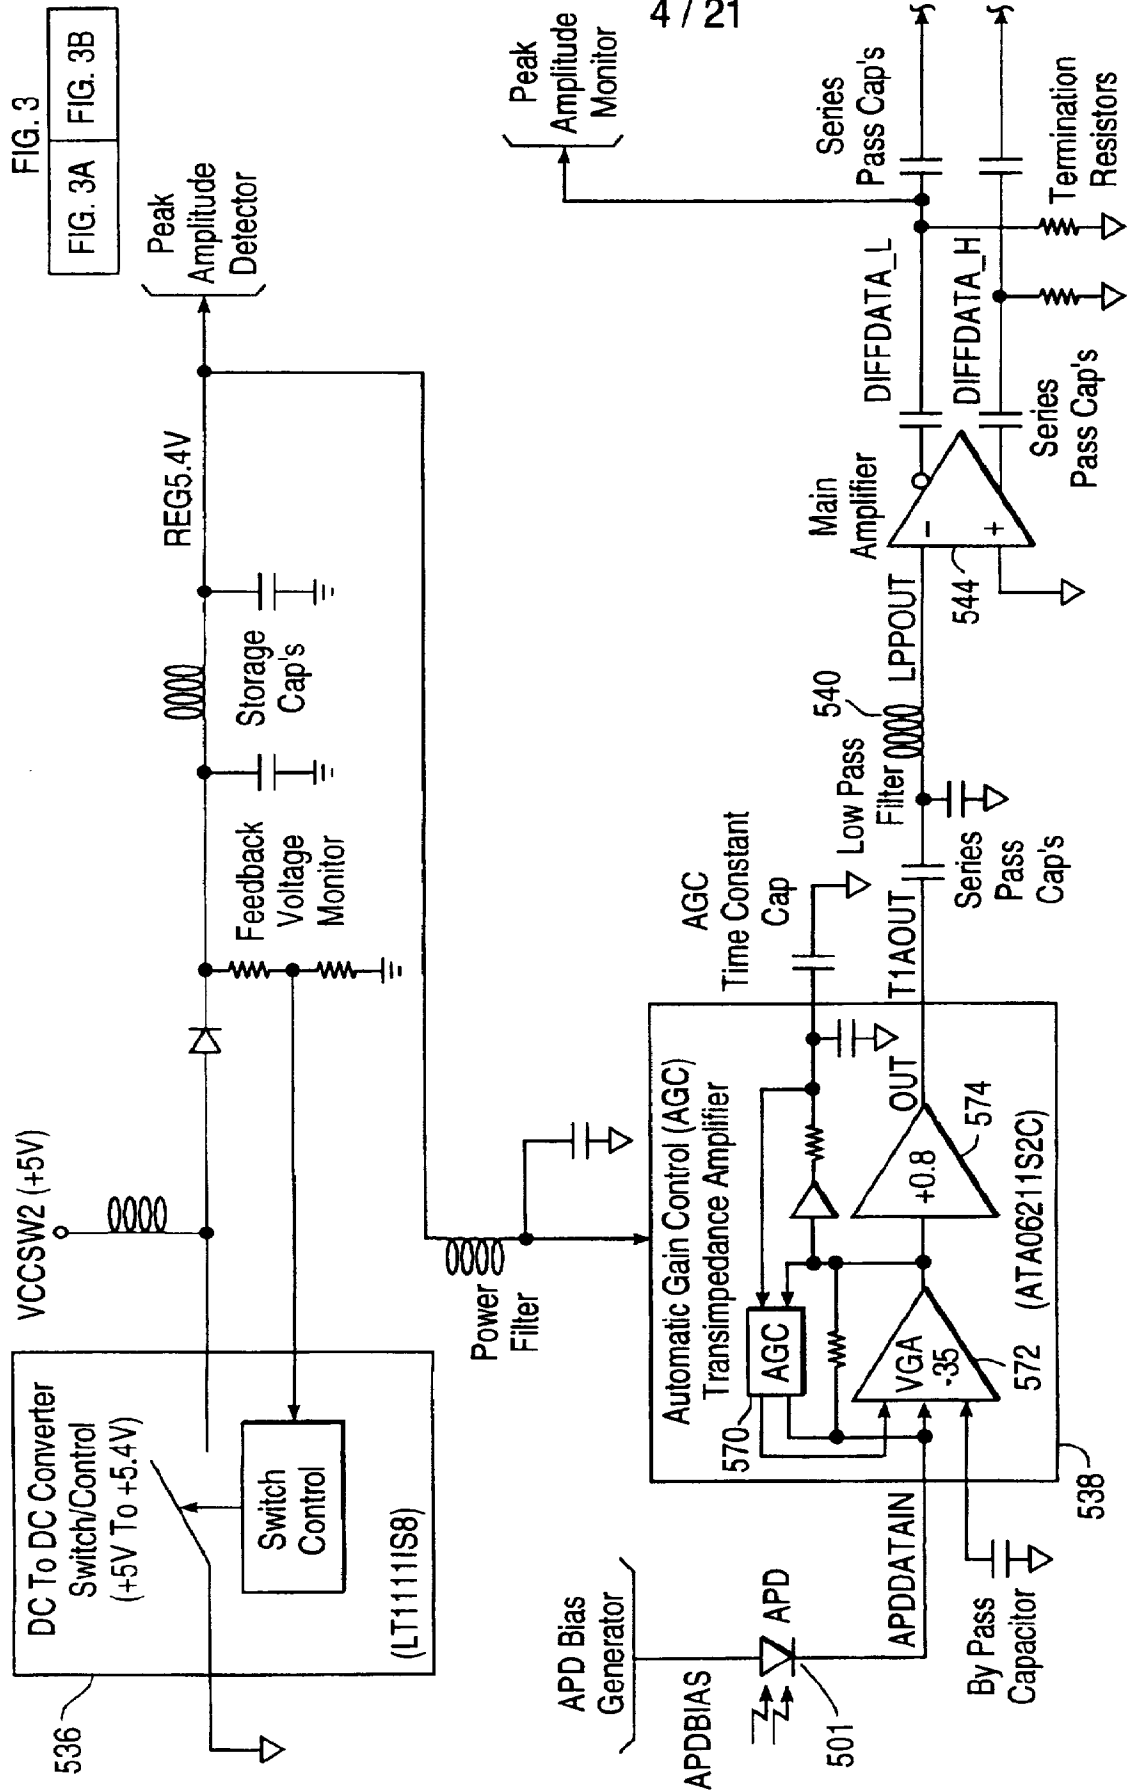 4 / 21
FIG. 3
FIG. 3A
FIG. 3B
DC To DC Converter
Switch/Control
(+5V To +5.4V)
Switch
Control
(LT1111IS8)
536
VCCSW2 (+5V)
Feedback
Voltage
Monitor
Storage
Cap's
REG5.4V
Peak
Amplitude
Detector
Power
Filter
APD Bias
Generator
APDBIAS
APD
501
APDDATAIN
By Pass
Capacitor
Automatic Gain Control (AGC)
Transimpedance Amplifier
570
AGC
VGA
-35
572
+0.8
574
OUT
(ATA06211S2C)
538
AGC
Time Constant
Cap
T1AOUT
Series
Pass
Cap's
Low Pass
Filter
540
LPPOUT
Main
Amplifier
-
+
544
DIFFDATA_L
DIFFDATA_H
Series
Pass Cap's
Peak
Amplitude
Monitor
Series
Pass Cap's
Termination
Resistors